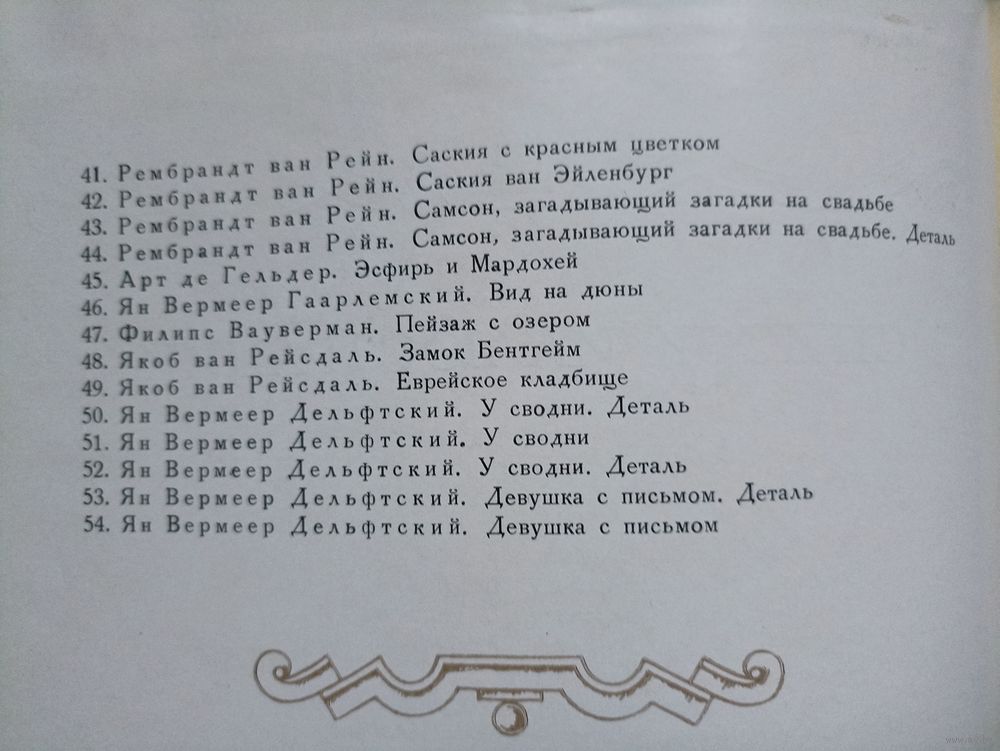 41. Рембрандт ван Рейн. Саския с красным цветком
42. Рембрандт ван Рейн. Саския ван Эйленбург
43. Рембрандт ван Рейн. Самсон, загадывающий загадки на свадьбе
44. Рембрандт ван Рейн. Самсон, загадывающий загадки на свадьбе. Деталь
45. Арт де Гельдер. Эсфирь и Мардохей
46. Ян Вермеер Гаарлемский. Вид на дюны
47. Филипс Вауверман. Пейзаж с озером
48. Якоб ван Рейсдаль. Замок Бентгейм
49. Якоб ван Рейсдаль. Еврейское кладбище
50. Ян Вермеер Дельфтский. У сводни. Деталь
51. Ян Вермеер Дельфтский. У сводни
52. Ян Вермеер Дельфтский. У сводни. Деталь
53. Ян Вермеер Дельфтский. Девушка с письмом. Деталь
54. Ян Вермеер Дельфтский. Девушка с письмом